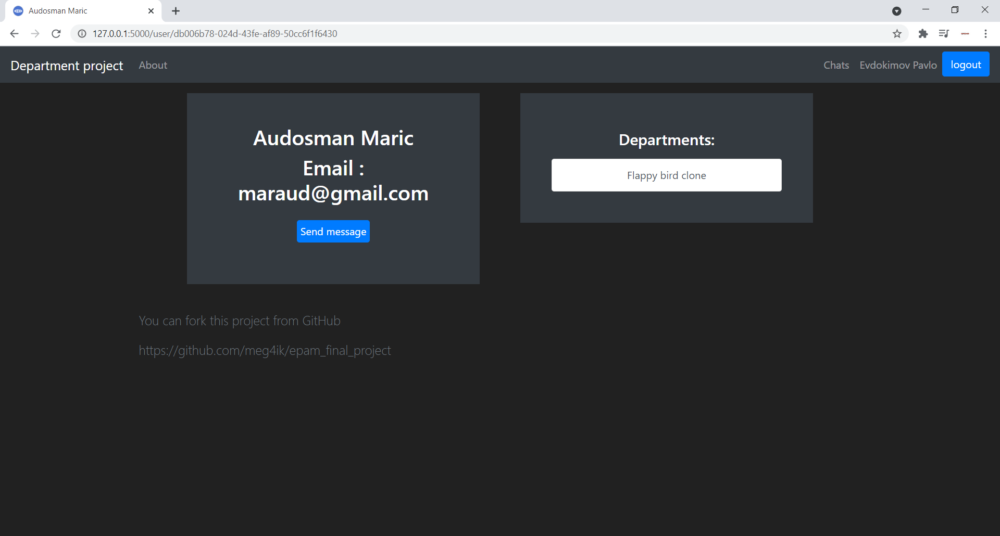 Audosman Maric
127.0.0.1:5000/user/db006b78-024d-43fe-af89-50cc6f1f6430
Department project About Chats Evdokimov Pavlo logout
Audosman Maric
Email :
maraud@gmail.com
Send message
Departments:
Flappy bird clone
You can fork this project from GitHub
https://github.com/meg4ik/epam_final_project